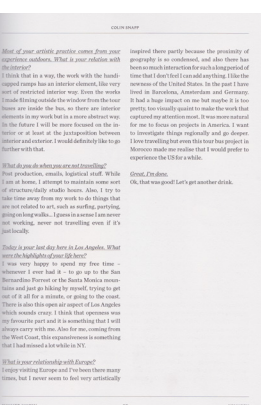 COLIN SNAPP
Most of your artistic practice comes from your
experience outdoors. What is your relation with
the interior?
I think that in a way, the work with the handi-
capped ramps has an interior element, like very
sort of restricted interior way. Even the works
I made filming outside the window from the tour
buses are inside the bus, so there are interior
elements in my work but in a more abstract way.
In the future I will be more focused on the in-
terior or at least at the juxtaposition between
interior and exterior. I would definitely like to go
further with that.
What do you do when you are not travelling?
Post production, emails, logistical stuff. While
I am at home, I attempt to maintain some sort
of structure/daily studio hours. Also, I try to
take time away from my work to do things that
are not related to art, such as surfing, partying,
going on long walks... I guess in a sense I am never
not working, never not travelling even if it's
just locally.
Today is your last day here in Los Angeles. What
were the highlights of your life here?
I was very happy to spend my free time –
whenever I ever had it – to go up to the San
Bernardino Forrest or the Santa Monica moun-
tains and just go hiking by myself, trying to get
out of it all for a minute, or going to the coast.
There is also this open air aspect of Los Angeles
which sounds crazy. I think that openness was
my favourite part and it is something that I will
always carry with me. Also for me, coming from
the West Coast, this expansiveness is something
that I had missed a lot while in NY.
What is your relationship with Europe?
I enjoy visiting Europe and I've been there many
times, but I never seem to feel very artistically
inspired there partly because the proximity of
geography is so condensed, and also there has
been so much interaction for such a long period of
time that I don't feel I can add anything. I like the
newness of the United States. In the past I have
lived in Barcelona, Amsterdam and Germany.
It had a huge impact on me but maybe it is too
pretty, too visually quaint to make the work that
captured my attention most. It was more natural
for me to focus on projects in America. I want
to investigate things regionally and go deeper.
I love travelling but even this tour bus project in
Morocco made me realise that I would prefer to
experience the US for a while.
Great, I'm done.
Ok, that was good! Let's get another drink.